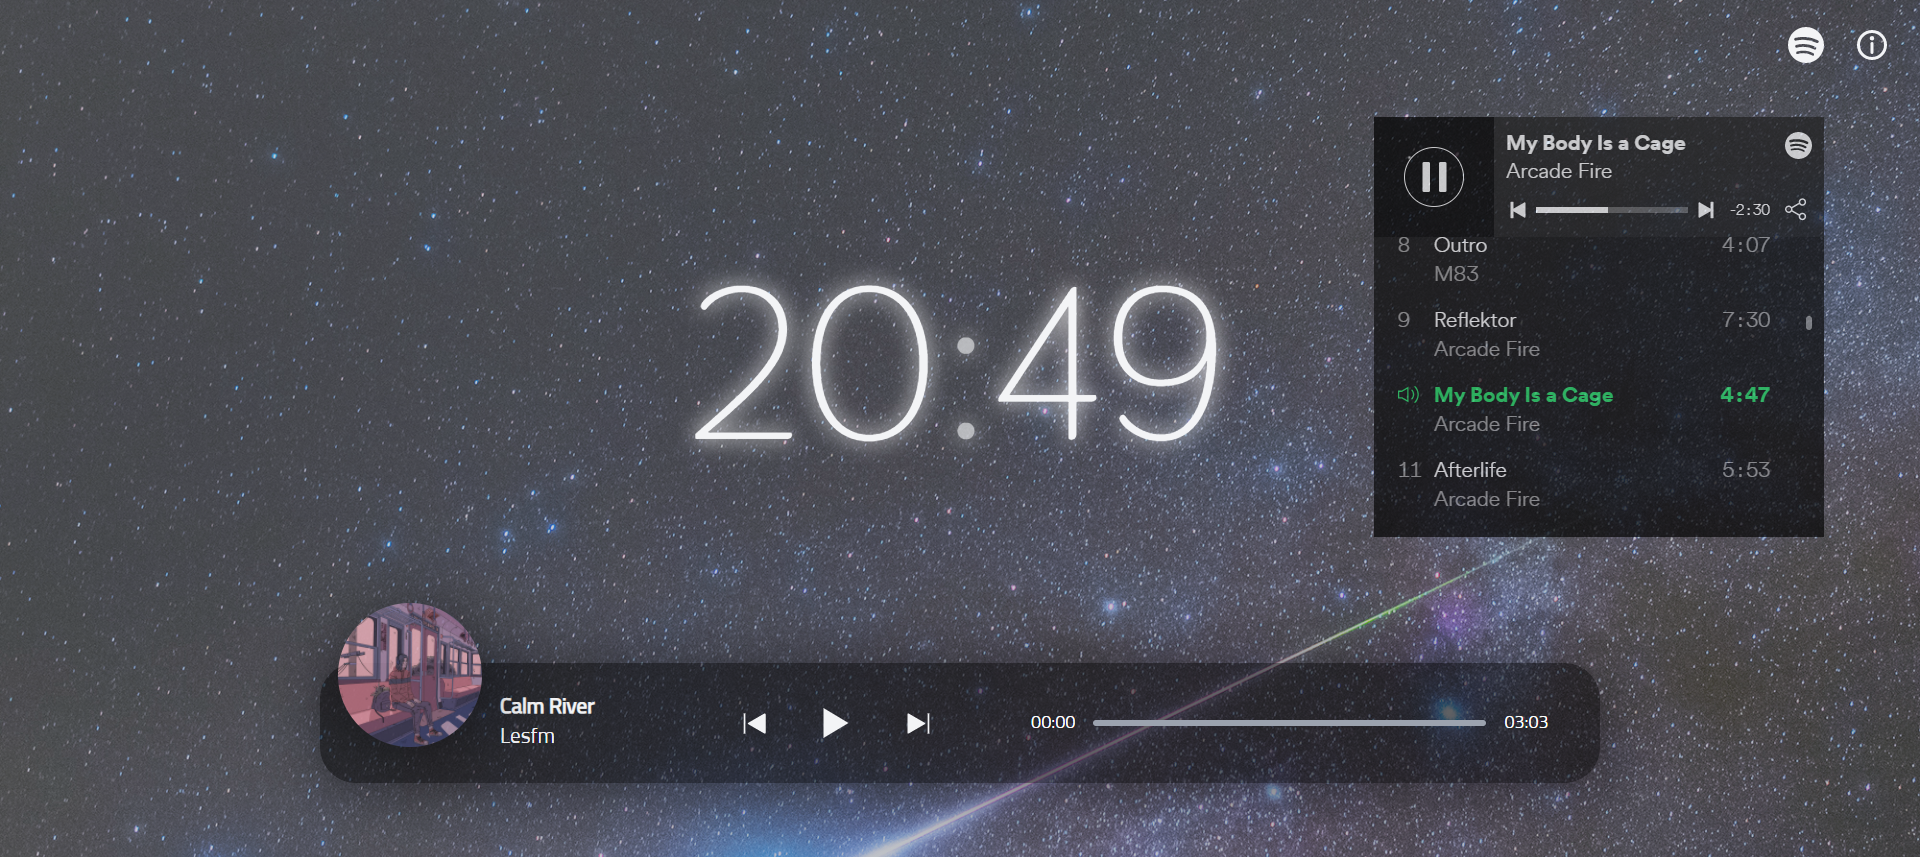 My Body Is a Cage
Arcade Fire
-2:30
8 Outro 4:07
M83
9 Reflektor 7:30
Arcade Fire
My Body Is a Cage 4:47
Arcade Fire
11 Afterlife 5:53
Arcade Fire
20:49
Calm River
Lesfm
00:00 03:03